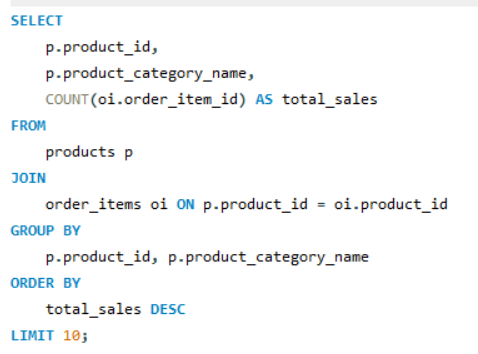 SELECT
    p.product_id,
    p.product_category_name,
    COUNT(oi.order_item_id) AS total_sales
FROM
    products p
JOIN
    order_items oi ON p.product_id = oi.product_id
GROUP BY
    p.product_id, p.product_category_name
ORDER BY
    total_sales DESC
LIMIT 10;